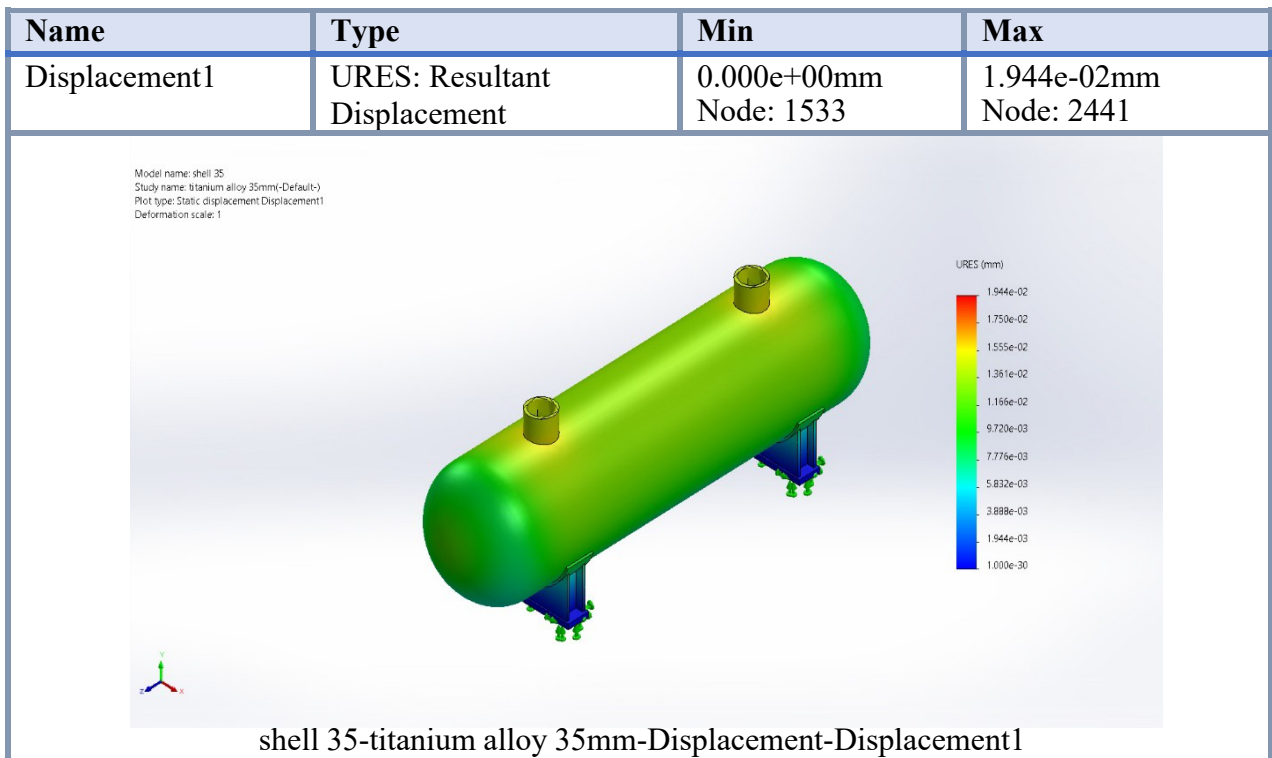 Name Type Min Max
Displacement1 URES: Resultant Displacement 0.000e+00mm Node: 1533 1.944e-02mm Node: 2441
Model name: shell 35
Study name: titanium alloy 35mm(-Default-)
Plot type: Static displacement Displacement1
Deformation scale: 1
URES (mm)
1.944e-02
1.750e-02
1.555e-02
1.361e-02
1.166e-02
9.720e-03
7.776e-03
5.832e-03
3.888e-03
1.944e-03
1.000e-30
Y
Z
X
shell 35-titanium alloy 35mm-Displacement-Displacement1